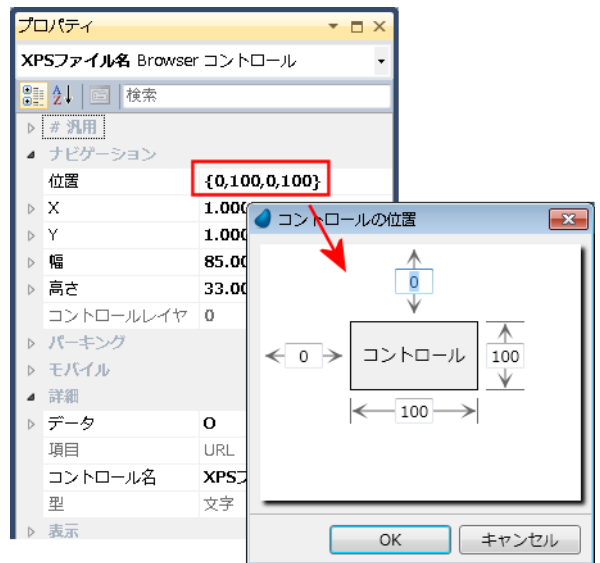 プロパティ
XPSファイル名 Browser コントロール
検索
# 汎用
ナビゲーション
位置 {0,100,0,100}
X 1.000
Y 1.000
幅 85.00
高さ 33.00
コントロールレイヤ 0
パーキング
モバイル
詳細
データ O
項目 URL
コントロール名 XPSフ
型 文字
表示
コントロールの位置
0
0 コントロール 100
100
OK キャンセル